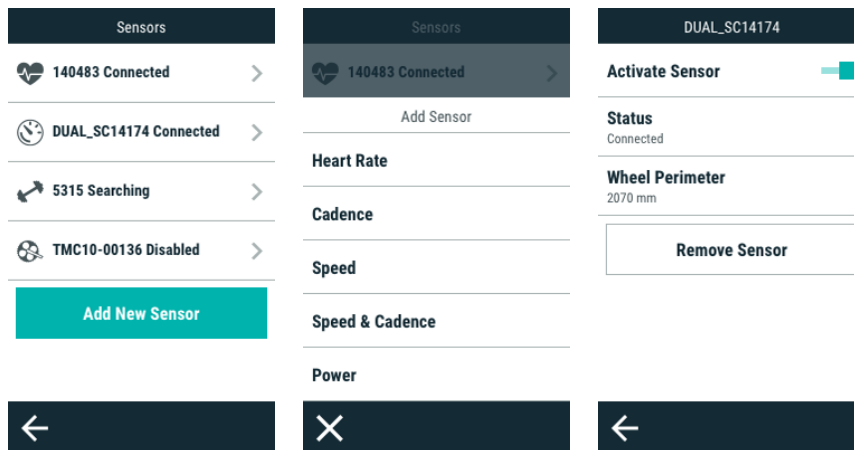 Sensors
140483 Connected
DUAL_SC14174 Connected
5315 Searching
TMC10-00136 Disabled
Add New Sensor
Sensors
140483 Connected
Add Sensor
Heart Rate
Cadence
Speed
Speed & Cadence
Power
DUAL_SC14174
Activate Sensor
Status
Connected
Wheel Perimeter
2070 mm
Remove Sensor